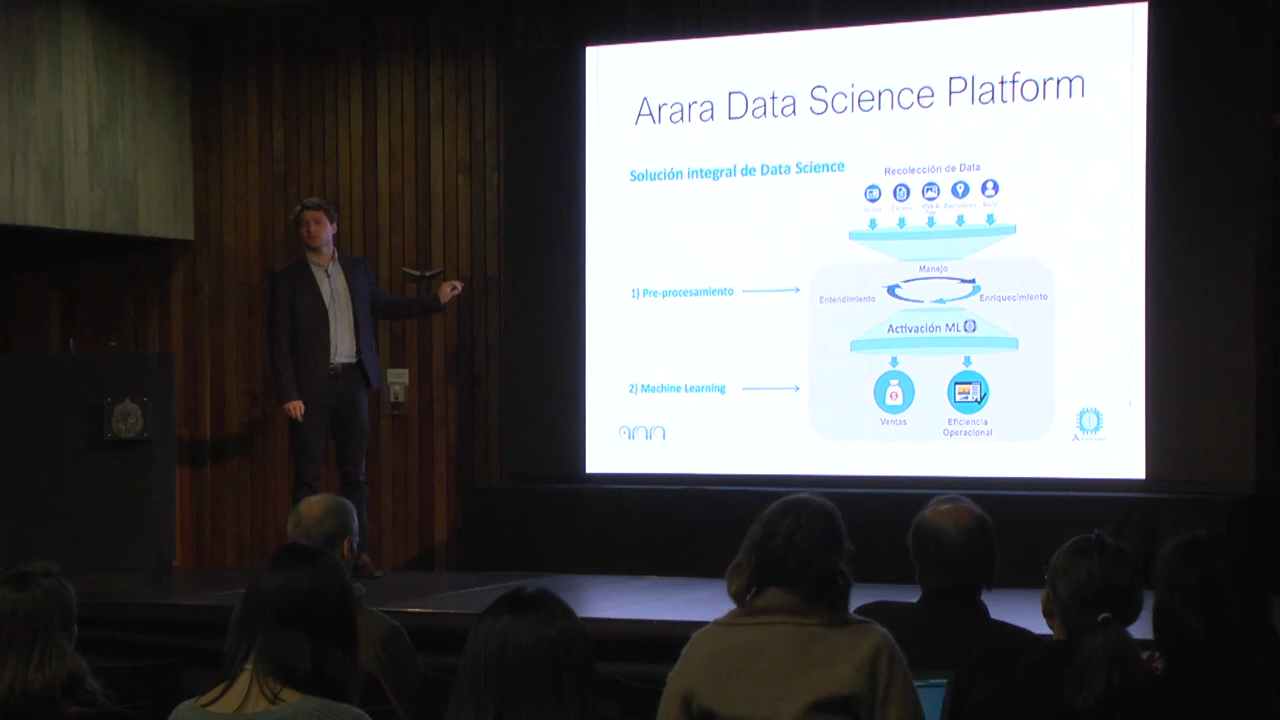 Arara Data Science Platform
Solución integral de Data Science
Recolección de Data
Ventas
Manejo
1) Pre-procesamiento
Entendimiento
Enriquecimiento
Activación ML
2) Machine Learning
Ventas
Eficiencia
Operacional